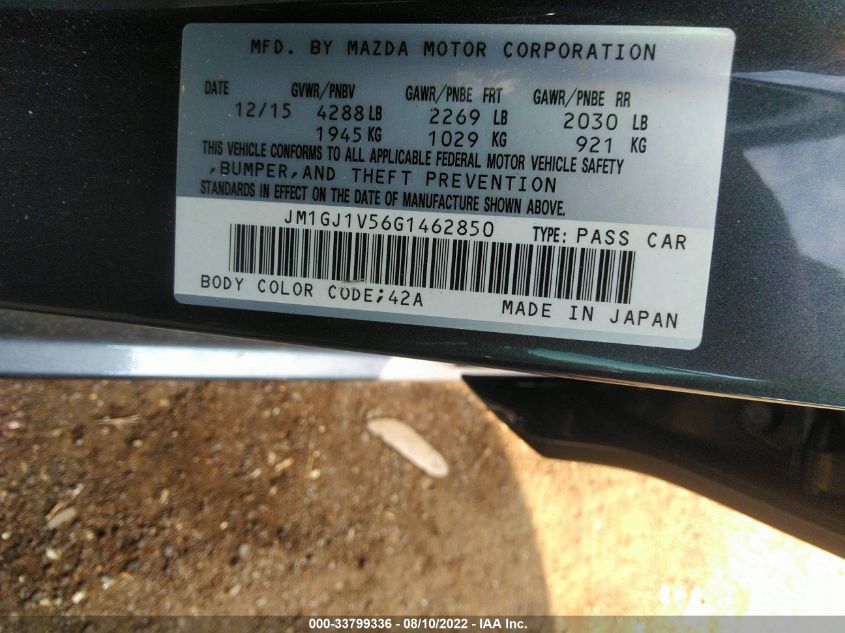 MFD. BY MAZDA MOTOR CORPORATION
DATE GVWR/PNBV GAWR/PNBE FRT GAWR/PNBE RR
12/15 4288 LB 2269 LB 2030 LB
1945 KG 1029 KG 921 KG
THIS VEHICLE CONFORMS TO ALL APPLICABLE FEDERAL MOTOR VEHICLE SAFETY
,BUMPER,AND THEFT PREVENTION
STANDARDS IN EFFECT ON THE DATE OF MANUFACTURE SHOWN ABOVE.
JM1GJ1V56G1462850 TYPE: PASS CAR
BODY COLOR CODE;42A MADE IN JAPAN
000-33799336 - 08/10/2022 - IAA Inc.